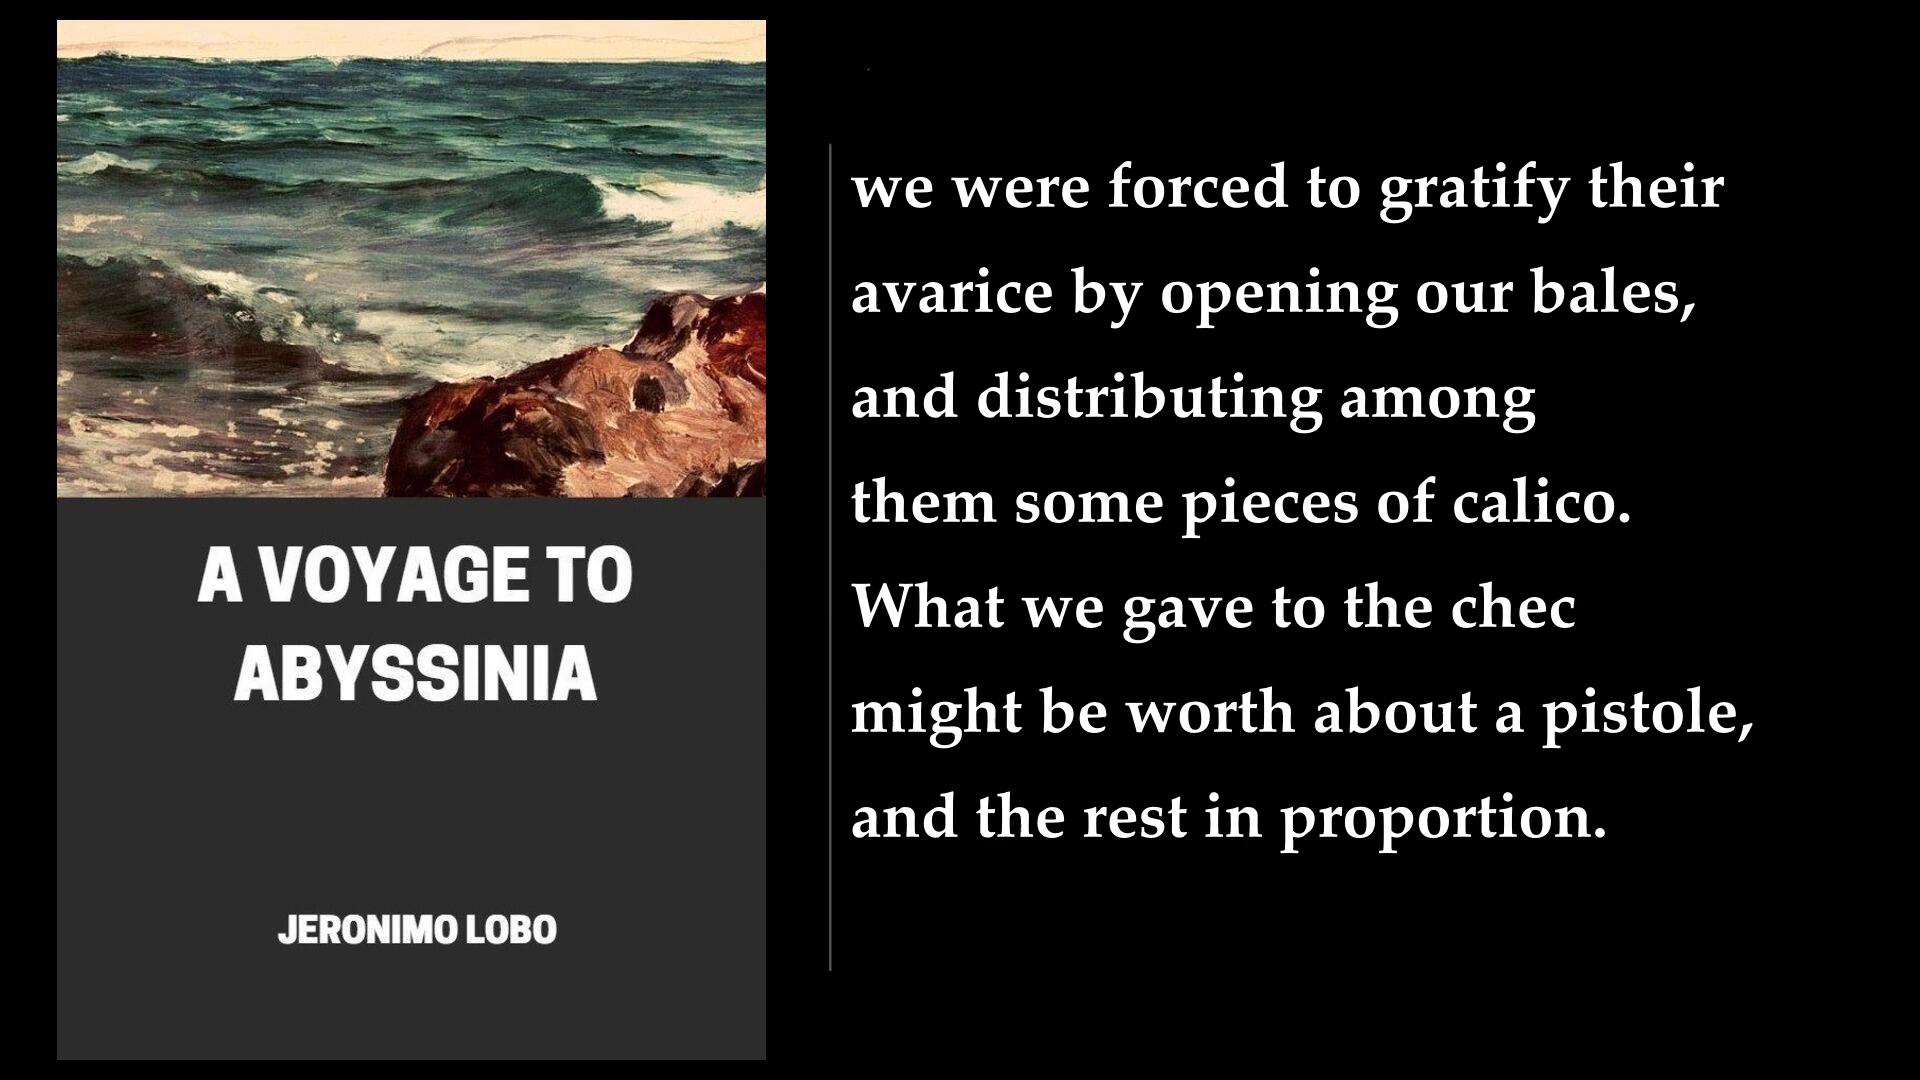 A VOYAGE TO
ABYSSINIA
JERONIMO LOBO
we were forced to gratify their
avarice by opening our bales,
and distributing among
them some pieces of calico.
What we gave to the chec
might be worth about a pistole,
and the rest in proportion.